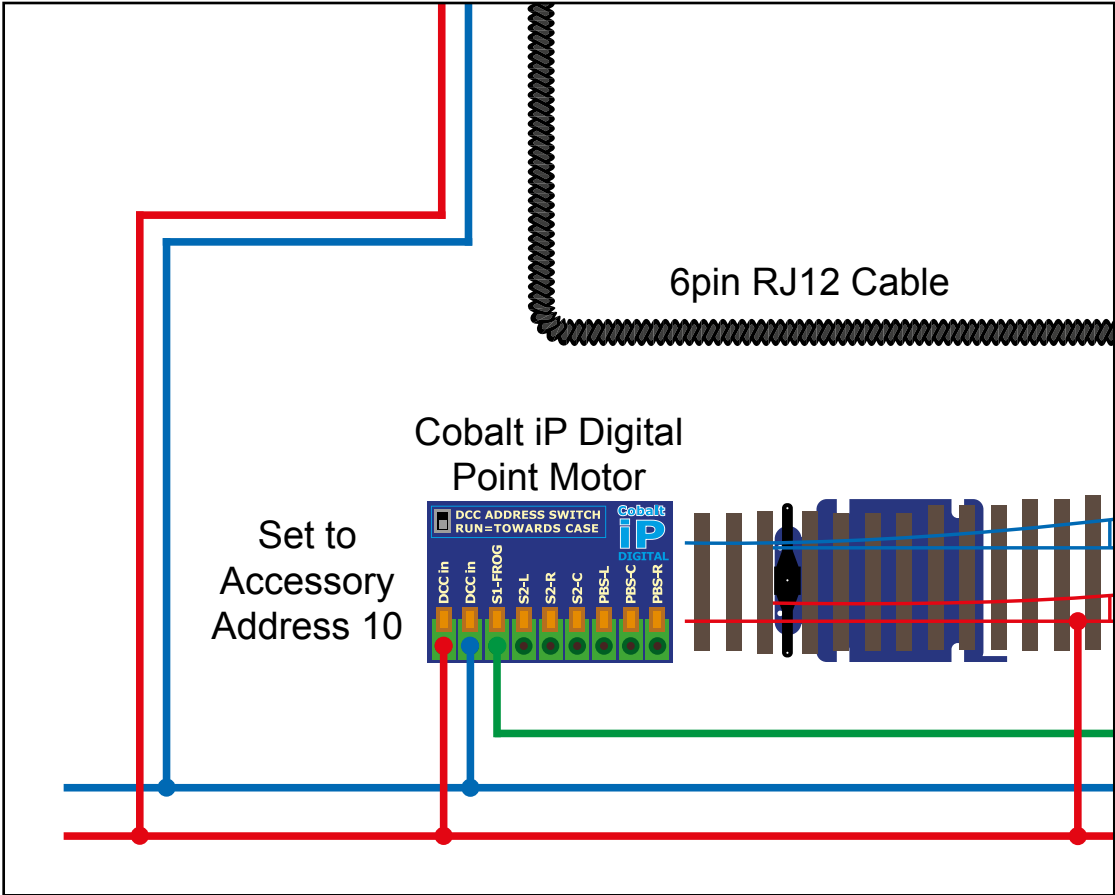 6pin RJ12 Cable
Cobalt iP Digital
Point Motor
Set to
Accessory
Address 10
DCC ADDRESS SWITCH
RUN=TOWARDS CASE
Cobalt
iP
DIGITAL
DCC in
DCC in
S1-FROG
S2-L
S2-R
S2-C
PBS-L
PBS-C
PBS-R